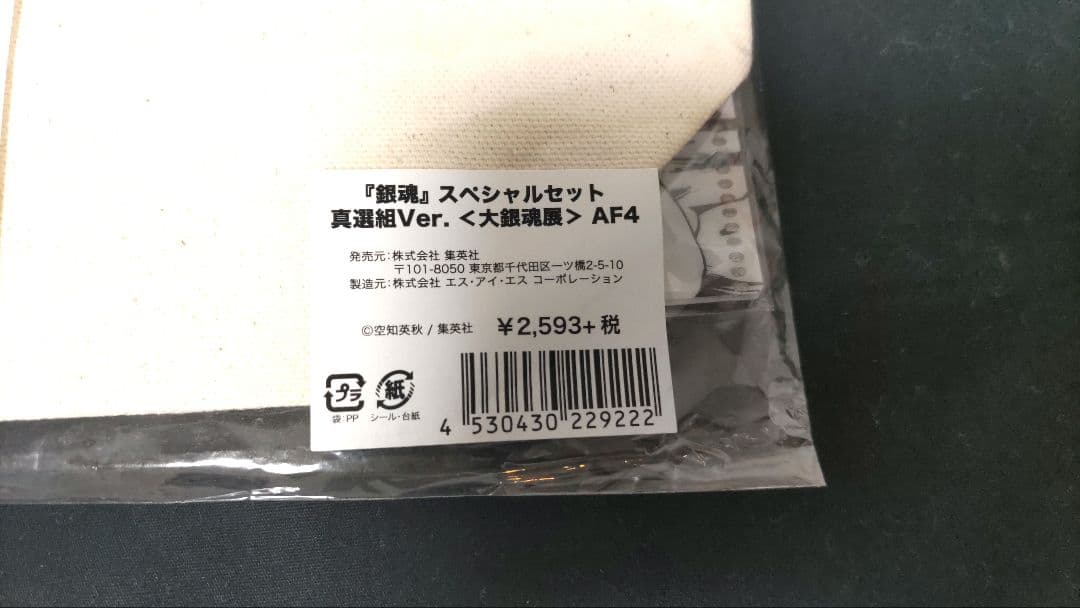 『銀魂』スペシャルセット
真選組Ver.＜大銀魂展＞ AF4
発売元：株式会社 集英社
〒101-8050 東京都千代田区一ツ橋2-5-10
製造元：株式会社 エス・アイ・エス コーポレーション
©空知英秋 / 集英社 ￥2,593+ 税
プラ
袋：PP
紙
シール・台紙
4 530430 229222